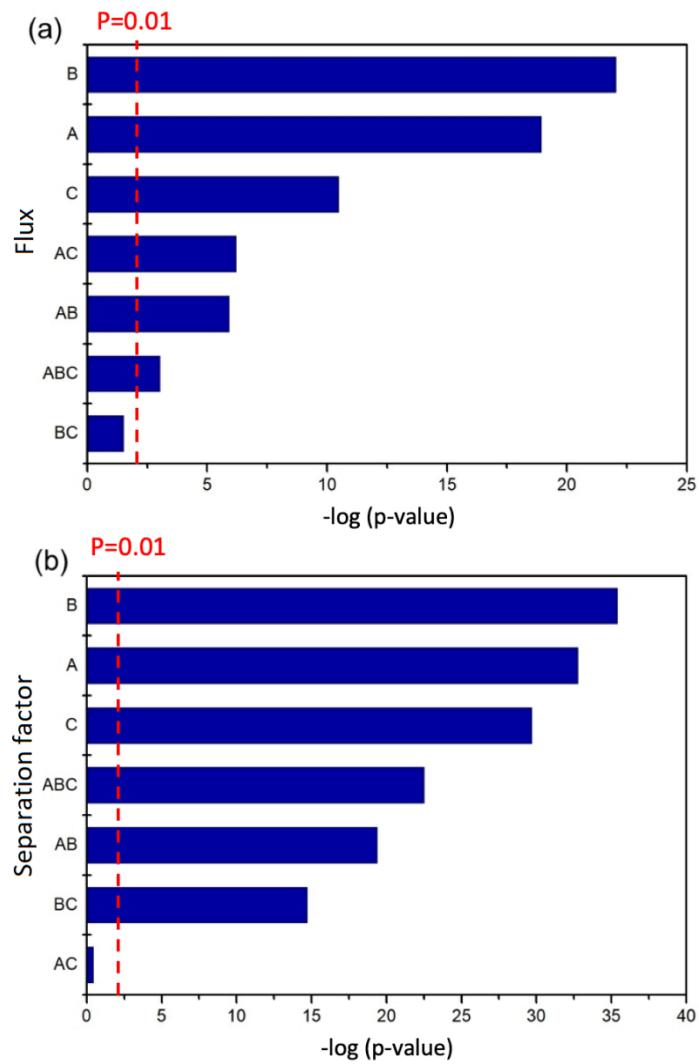 (a)
P=0.01
Flux
B
A
C
AC
AB
ABC
BC
0 5 10 15 20 25
-log (p-value)
(b)
P=0.01
Separation factor
B
A
C
ABC
AB
BC
AC
0 5 10 15 20 25 30 35 40
-log (p-value)